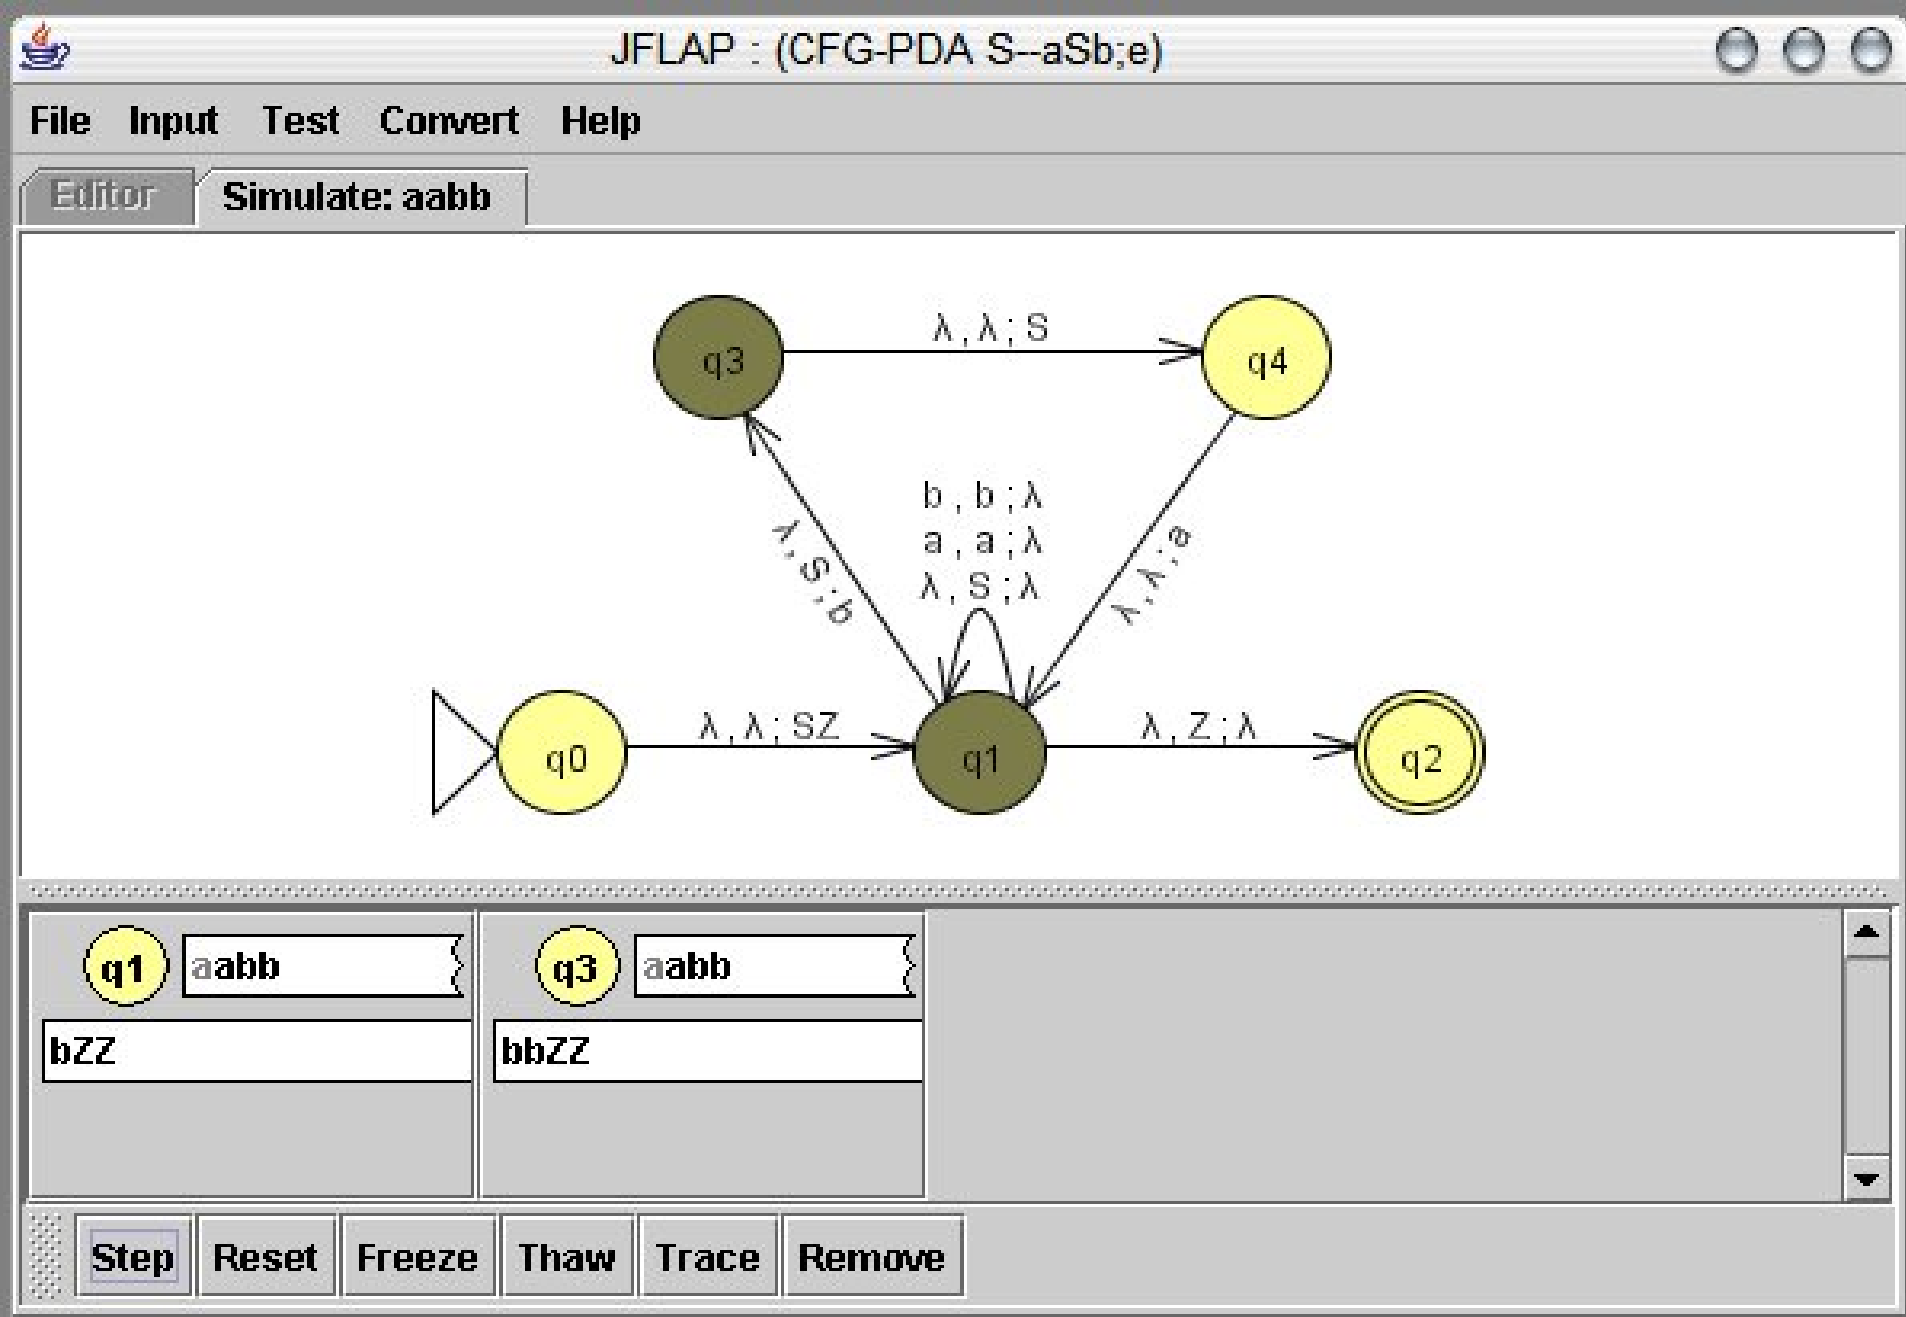 JFLAP : (CFG-PDA S--aSb;e)
File Input Test Convert Help
Editor Simulate: aabb
λ , λ ; S
q3 q4
b , b ; λ
a , a ; λ
λ , S ; λ
λ , S ; b
λ , λ ; a
λ , λ ; SZ
λ , Z ; λ
q0 q1 q2
q1 aabb q3 aabb
bZZ bbZZ
Step Reset Freeze Thaw Trace Remove